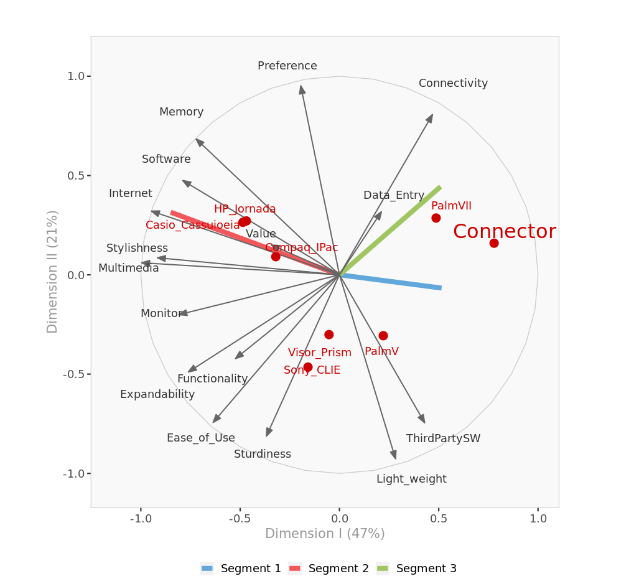 Preference
1.0
Connectivity
Memory
Software
0.5
Internet
Data_Entry
HP_Jornada
PalmVII
Casio_Cassuioeia
Connector
Value
Compaq_IPac
Stylishness
0.0
Multimedia
Monitor
Visor_Prism
PalmV
Sony_CLIE
Functionality
-0.5
Expandability
Ease_of_Use
ThirdPartySW
Sturdiness
-1.0
Light_weight
Dimension II (21%)
-1.0 -0.5 0.0 0.5 1.0
Dimension I (47%)
Segment 1 Segment 2 Segment 3